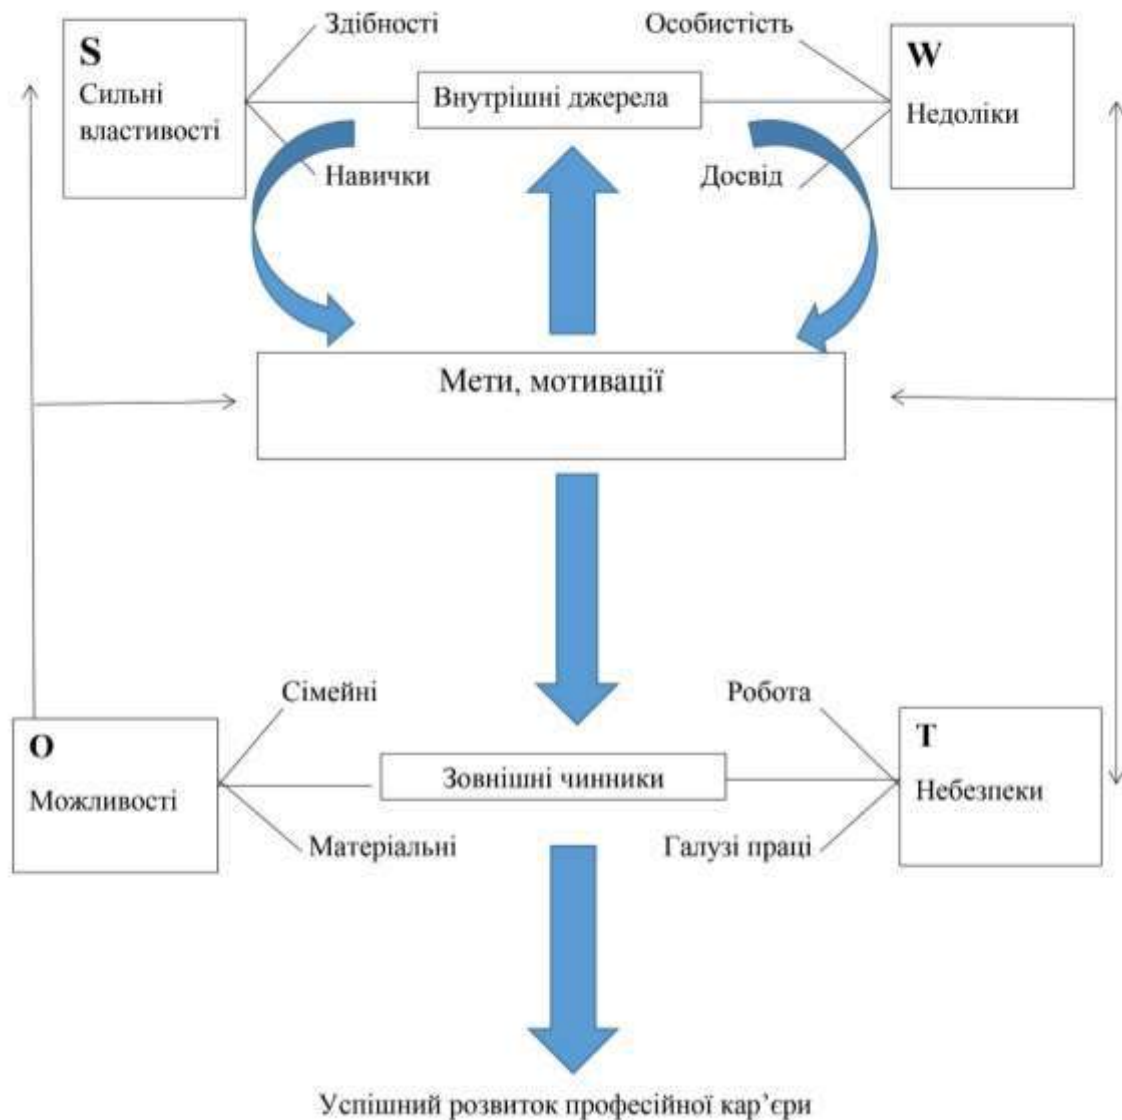 Здібності
Особистість
S
Сильні
властивості
Внутрішні джерела
W
Недоліки
Навички
Досвід
Мети, мотивації
Сімейні
Робота
O
Можливості
Зовнішні чинники
T
Небезпеки
Матеріальні
Галузі праці
Успішний розвиток професійної кар’єри